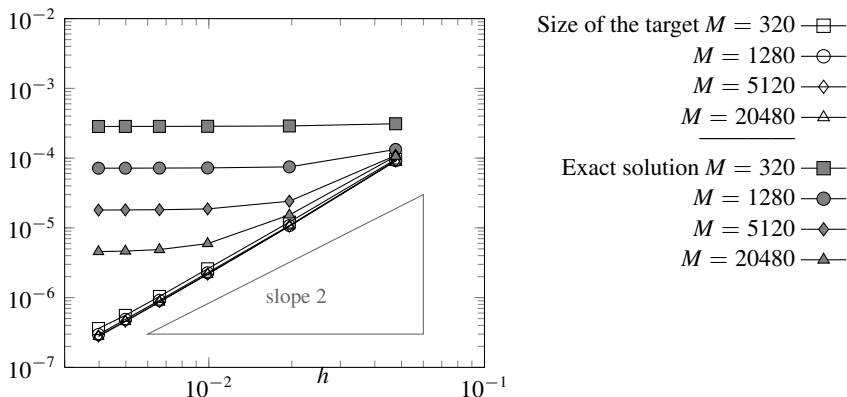 10^−2
10^−3
10^−4
10^−5
10^−6
10^−7
slope 2
10^−2
h
10^−1
Size of the target M = 320
M = 1280
M = 5120
M = 20480
Exact solution M = 320
M = 1280
M = 5120
M = 20480